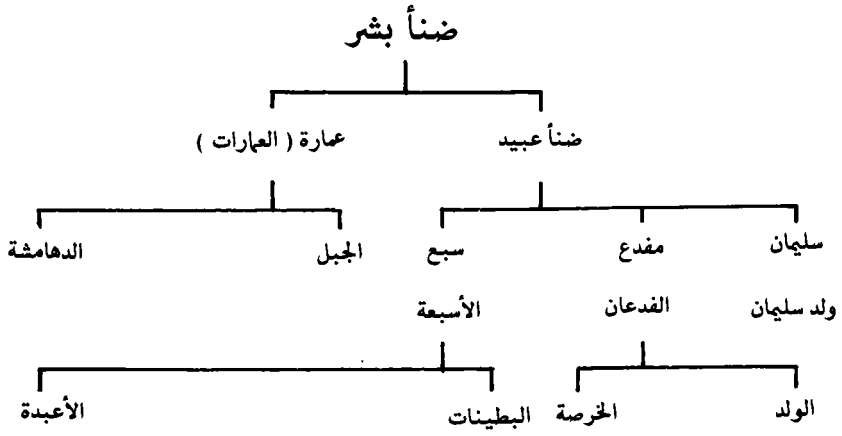 ضنأ بشر
ضنأ عبيد عمارة ( العمارات )
سليمان مفدع سبع الجبل الدهامشة
ولد سليمان الفدعان الأسبعة
الولد الخرصة البطينات الأعبدة